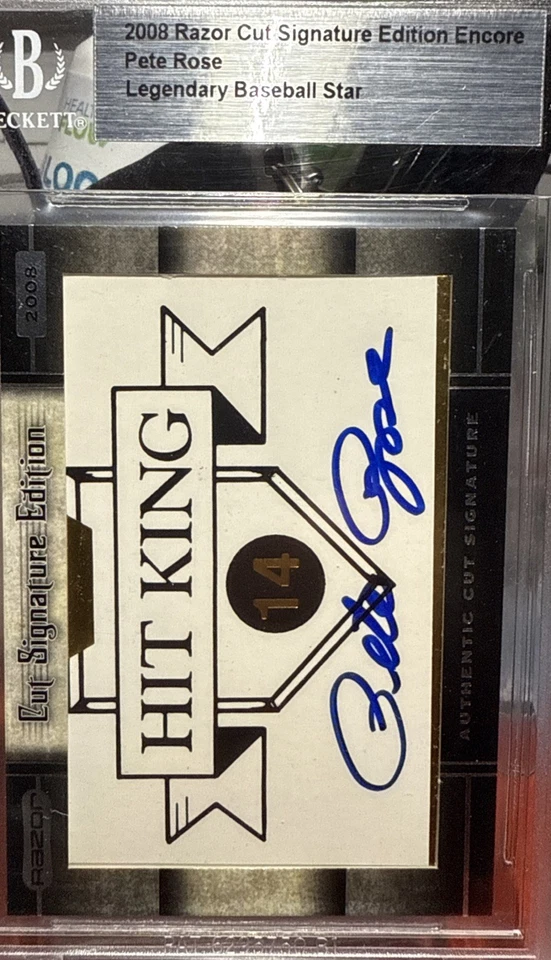 B
BECKETT®
2008 Razor Cut Signature Edition Encore
Pete Rose
Legendary Baseball Star
2008
Cut Signature Edition
Razor
HIT KING
14
Pete Rose
AUTHENTIC CUT SIGNATURE